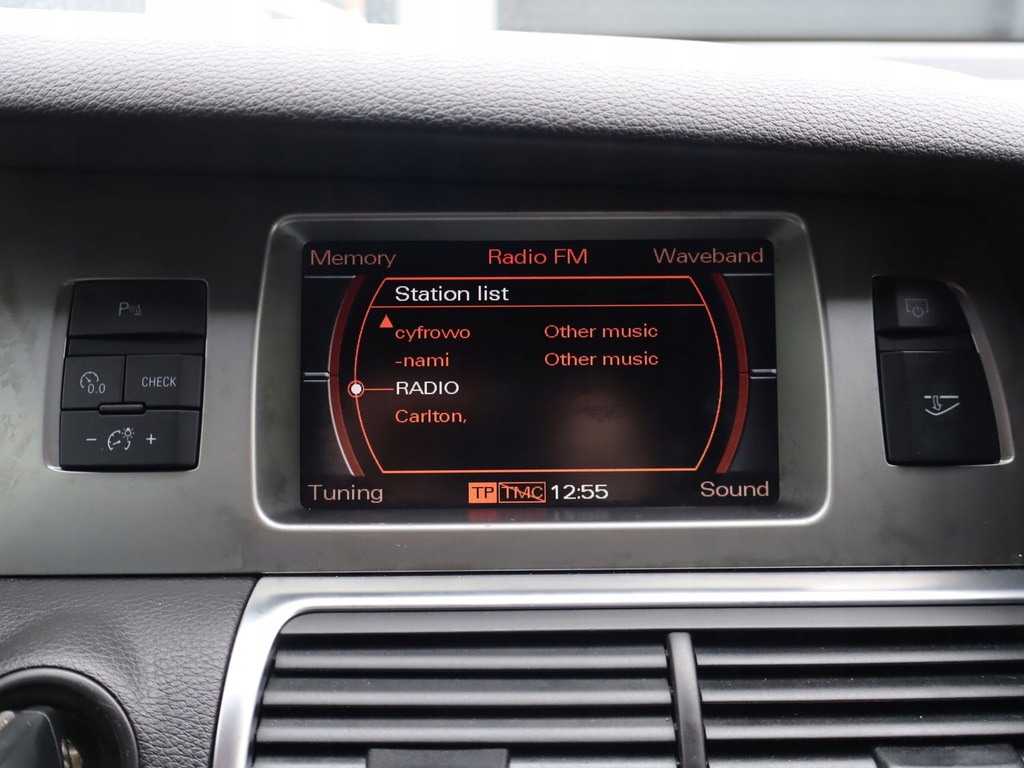 Memory Radio FM Waveband
Station list
cyfrowo Other music
-nami Other music
RADIO
Carlton,
Tuning TP TMC 12:55 Sound
P
0.0 CHECK
- +